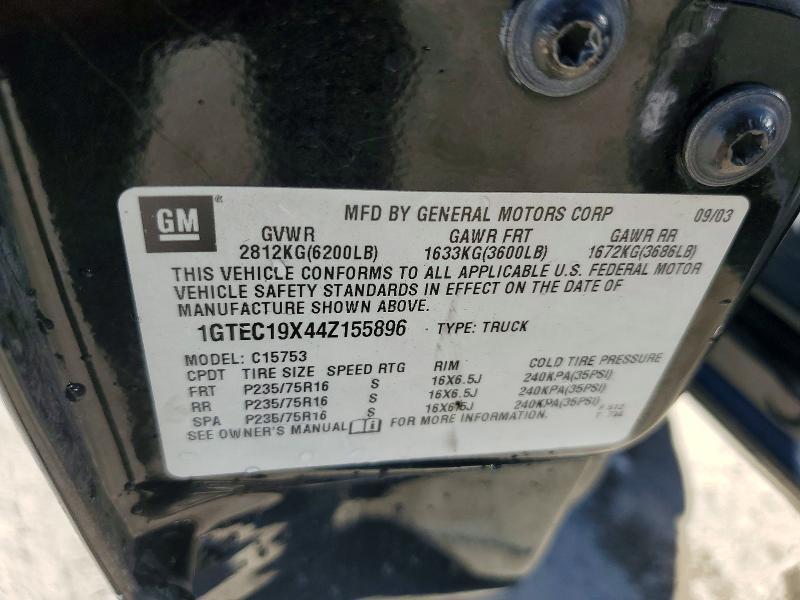 GM® MFD BY GENERAL MOTORS CORP 09/03
GVWR GAWR FRT GAWR RR
2812KG(6200LB) 1633KG(3600LB) 1672KG(3686LB)
THIS VEHICLE CONFORMS TO ALL APPLICABLE U.S. FEDERAL MOTOR
VEHICLE SAFETY STANDARDS IN EFFECT ON THE DATE OF
MANUFACTURE SHOWN ABOVE.
1GTEC19X44Z155896 TYPE: TRUCK
MODEL: C15753
CPDT TIRE SIZE SPEED RTG RIM COLD TIRE PRESSURE
FRT P235/75R16 S 16X6.5J 240KPA(35PSI)
RR P235/75R16 S 16X6.5J 240KPA(35PSI)
SPA P235/75R16 S 16X6.5J 240KPA(35PSI)
SEE OWNER'S MANUAL FOR MORE INFORMATION.